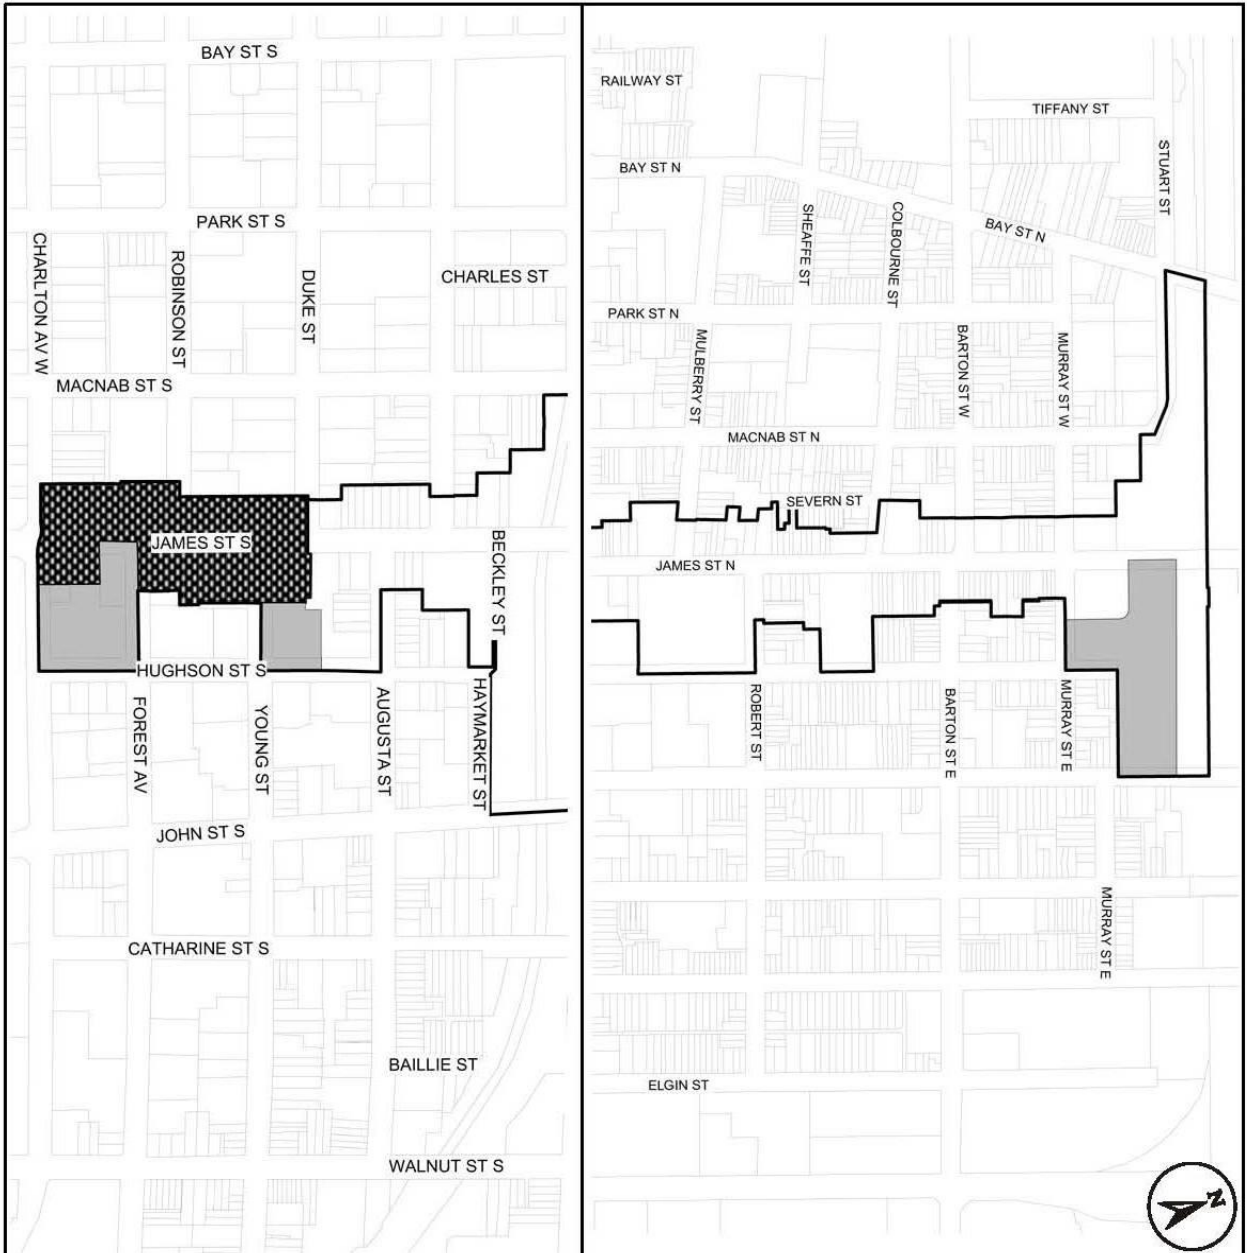 BAY ST S
PARK ST S
CHARLTON AV W
ROBINSON ST
DUKE ST
CHARLES ST
MACNAB ST S
JAMES ST S
BECKLEY ST
HUGHSON ST S
FOREST AV
YOUNG ST
AUGUSTA ST
HAYMARKET ST
JOHN ST S
CATHARINE ST S
BAILLIE ST
WALNUT ST S
RAILWAY ST
TIFFANY ST
STUART ST
BAY ST N
SHEAFFE ST
COLBOURNE ST
BAY ST N
PARK ST N
MULBERRY ST
BARTON ST W
MURRAY ST W
MACNAB ST N
SEVERN ST
JAMES ST N
ROBERT ST
BARTON ST E
MURRAY ST E
MURRAY ST E
ELGIN ST
N